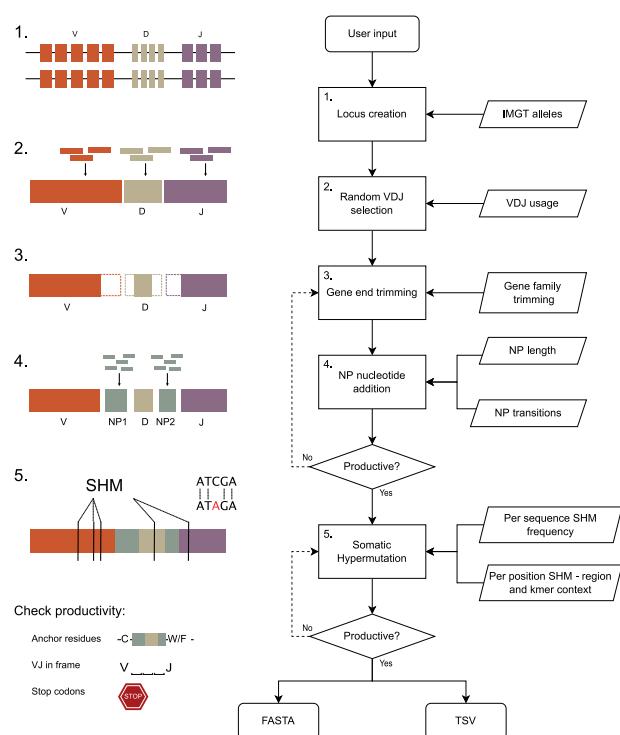 1.
V
D
J
2.
V
D
J
3.
V
D
J
4.
V
NP1
D
NP2
J
5.
SHM
ATCGA
ATAGA
Check productivity:
Anchor residues
-C-
-W/F -
VJ in frame
V
J
Stop codons
STOP
User input
1.
Locus creation
IMGT alleles
2.
Random VDJ
selection
VDJ usage
3.
Gene end trimming
Gene family
trimming
4.
NP nucleotide
addition
NP length
NP transitions
No
Productive?
Yes
5.
Somatic
Hypermutation
Per sequence SHM
frequency
Per position SHM - region
and kmer context
No
Productive?
Yes
FASTA
TSV